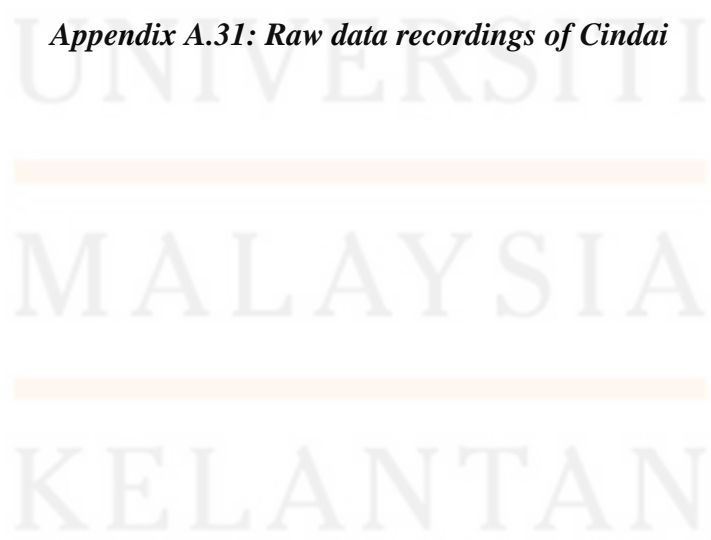 Appendix A.31: Raw data recordings of Cindai
UNIVERSITI
MALAYSIA
KELANTAN